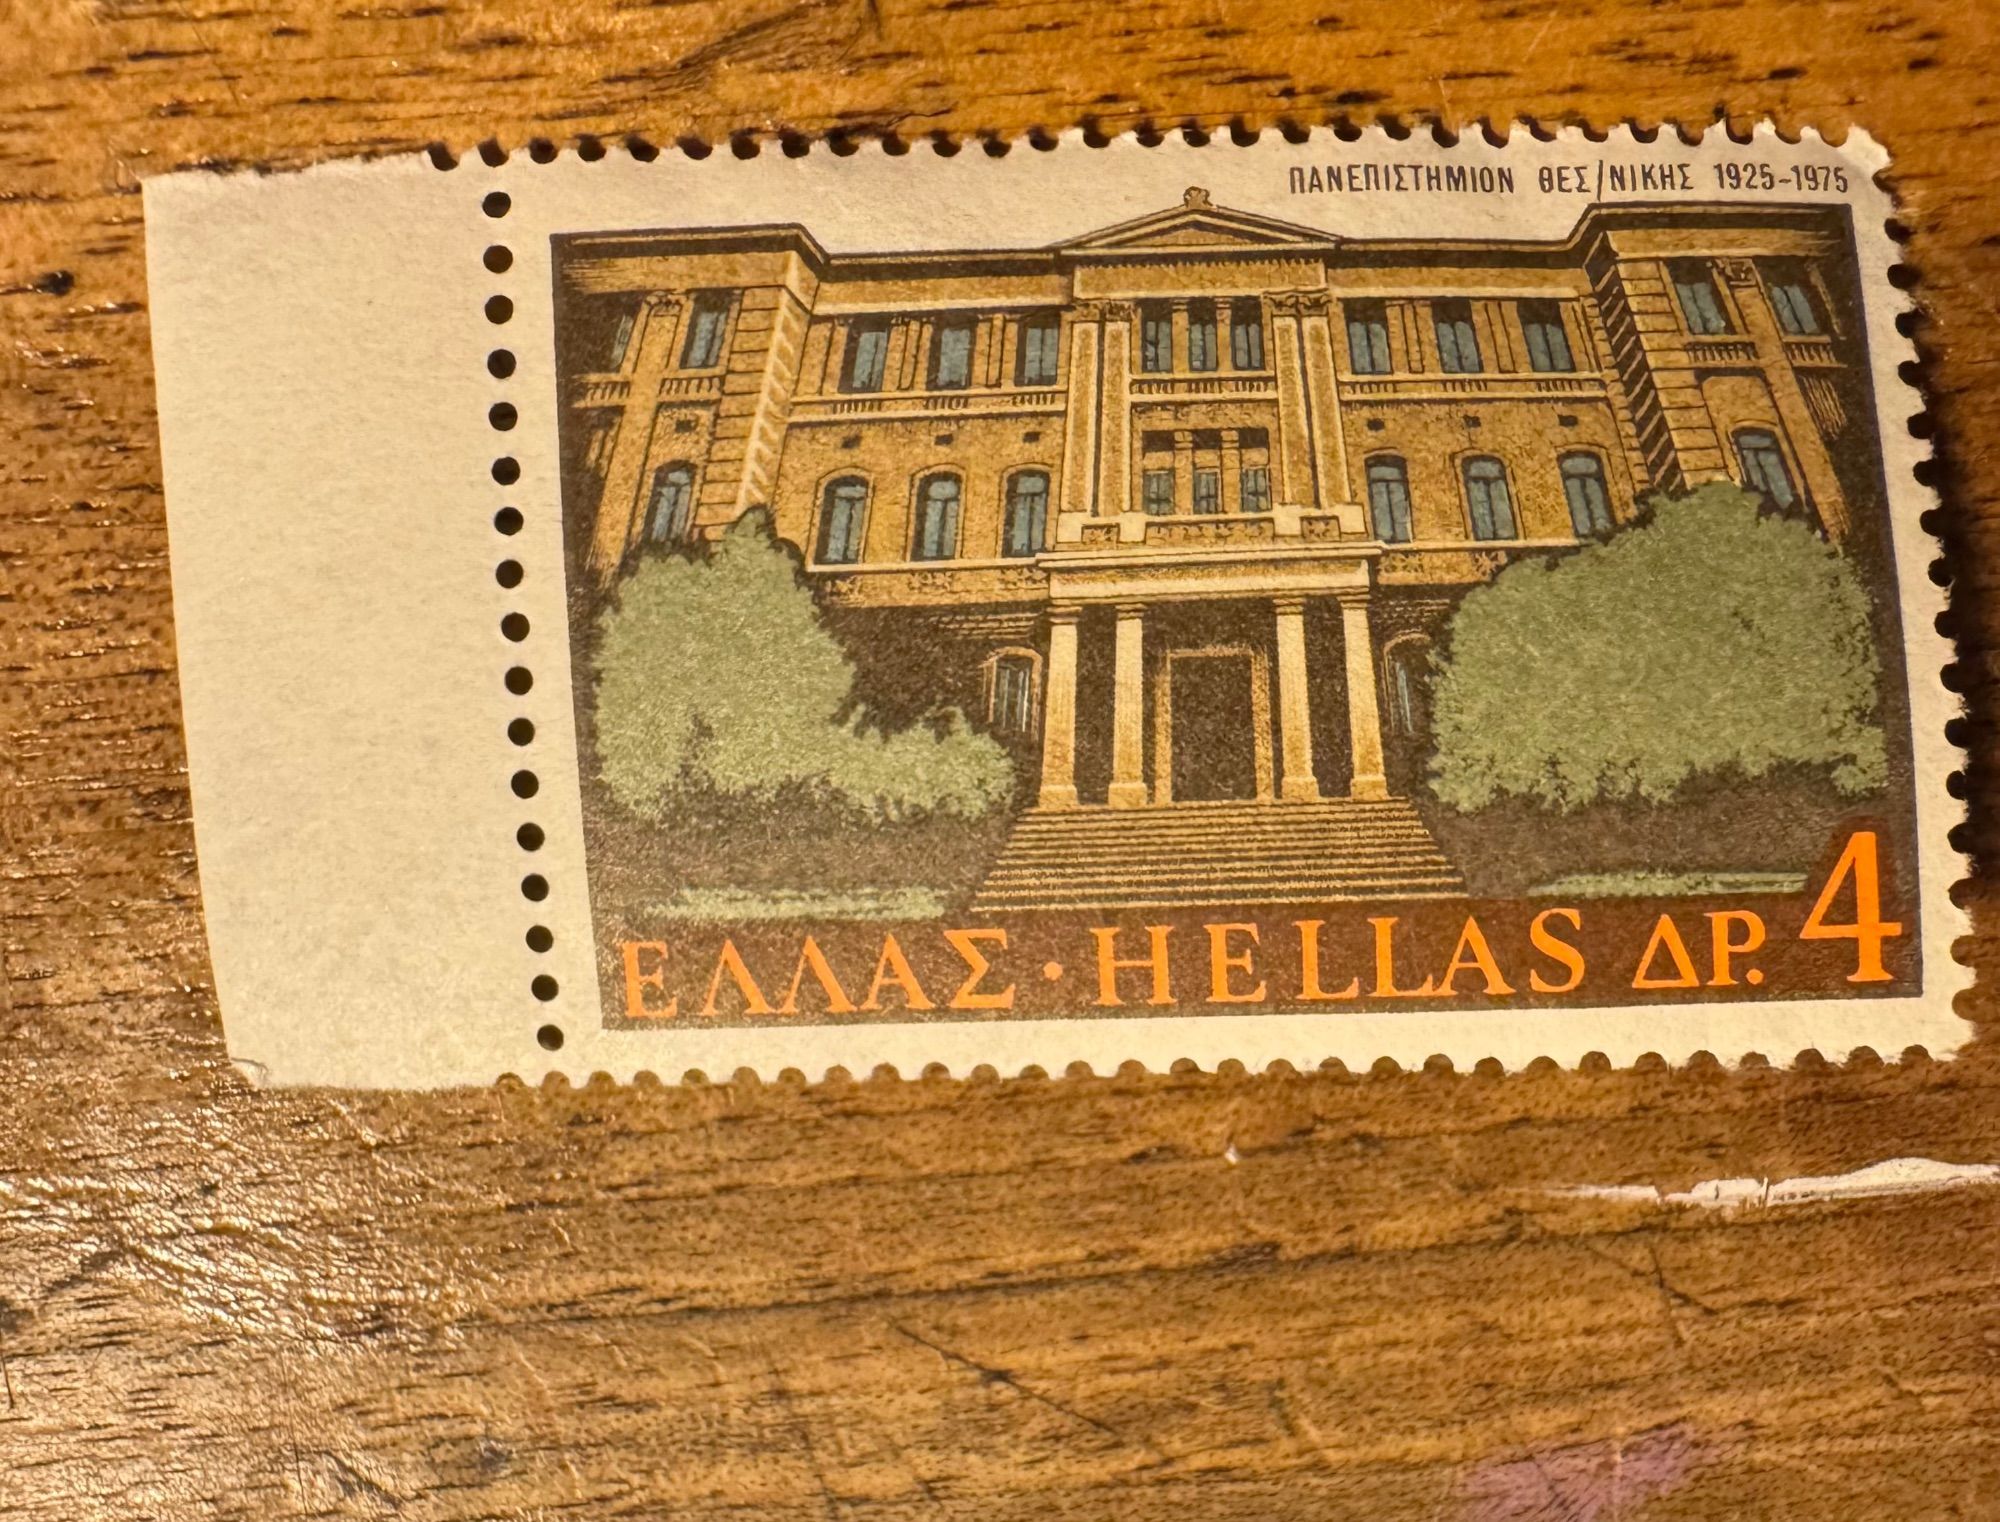 ΠΑΝΕΠΙΣΤΗΜΙΟΝ ΘΕΣ/ΝΙΚΗΣ 1925-1975
ΕΛΛΑΣ · HELLAS ΔΡ. 4